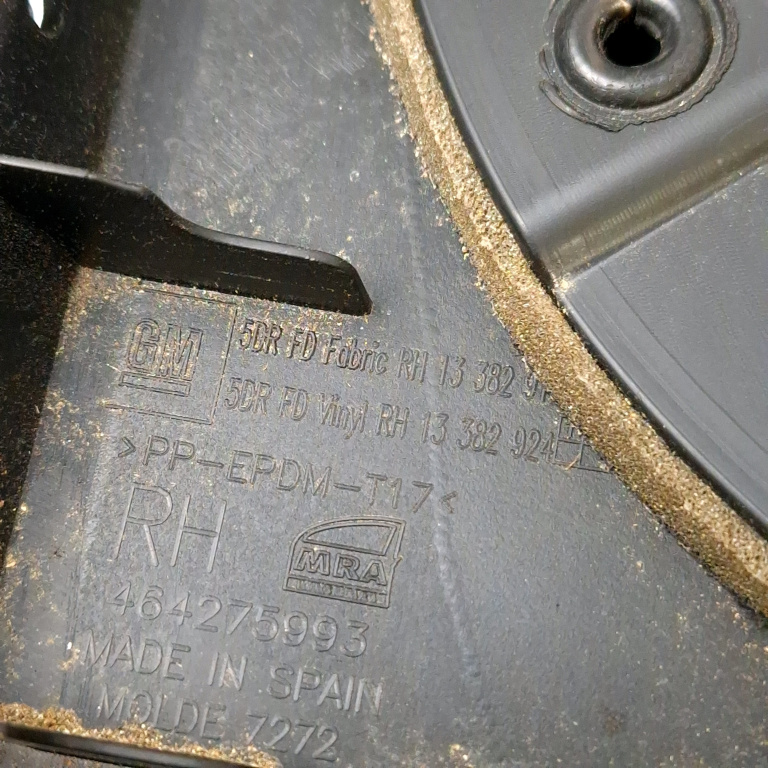 GM
5DR FD Fabric RH 13 382 9
5DR FD Vinyl RH 13 382 924
>PP-EPDM-T17<
RH
MRA
464275993
MADE IN SPAIN
MOLDE 7272